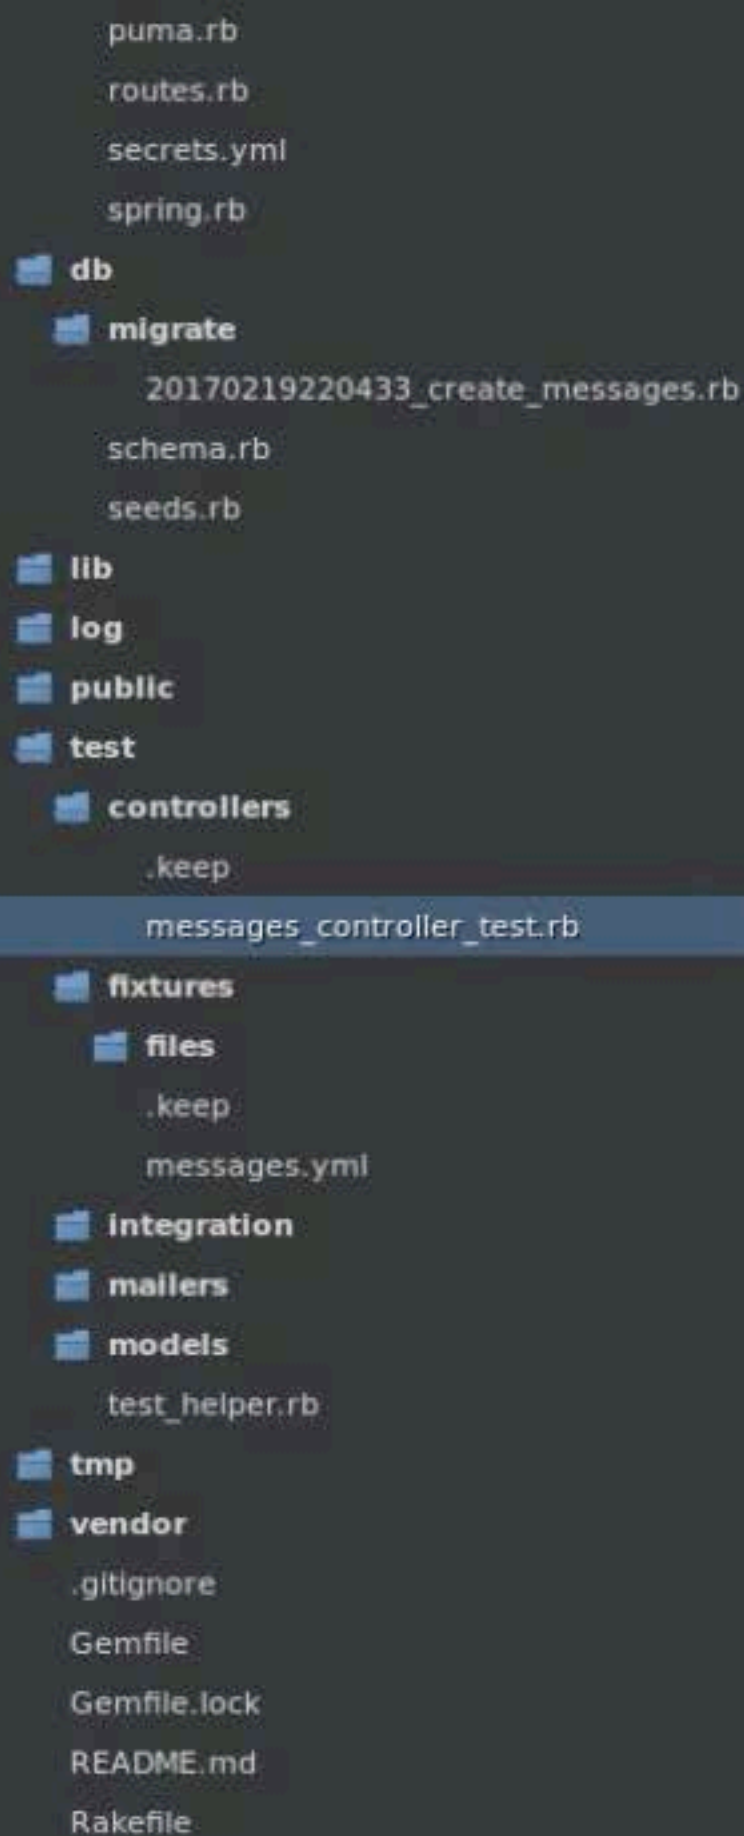 puma.rb
routes.rb
secrets.yml
spring.rb
db
migrate
20170219220433_create_messages.rb
schema.rb
seeds.rb
lib
log
public
test
controllers
.keep
messages_controller_test.rb
fixtures
files
.keep
messages.yml
integration
mailers
models
test_helper.rb
tmp
vendor
.gitignore
Gemfile
Gemfile.lock
README.md
Rakefile